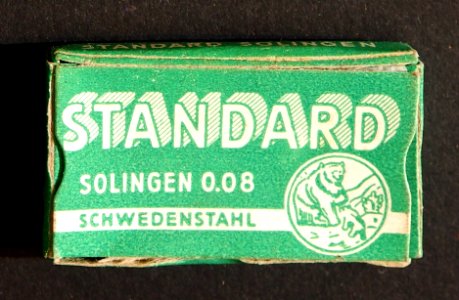 STANDARD SOLINGEN
STANDARD
SOLINGEN 0.08
SCHWEDENSTAHL